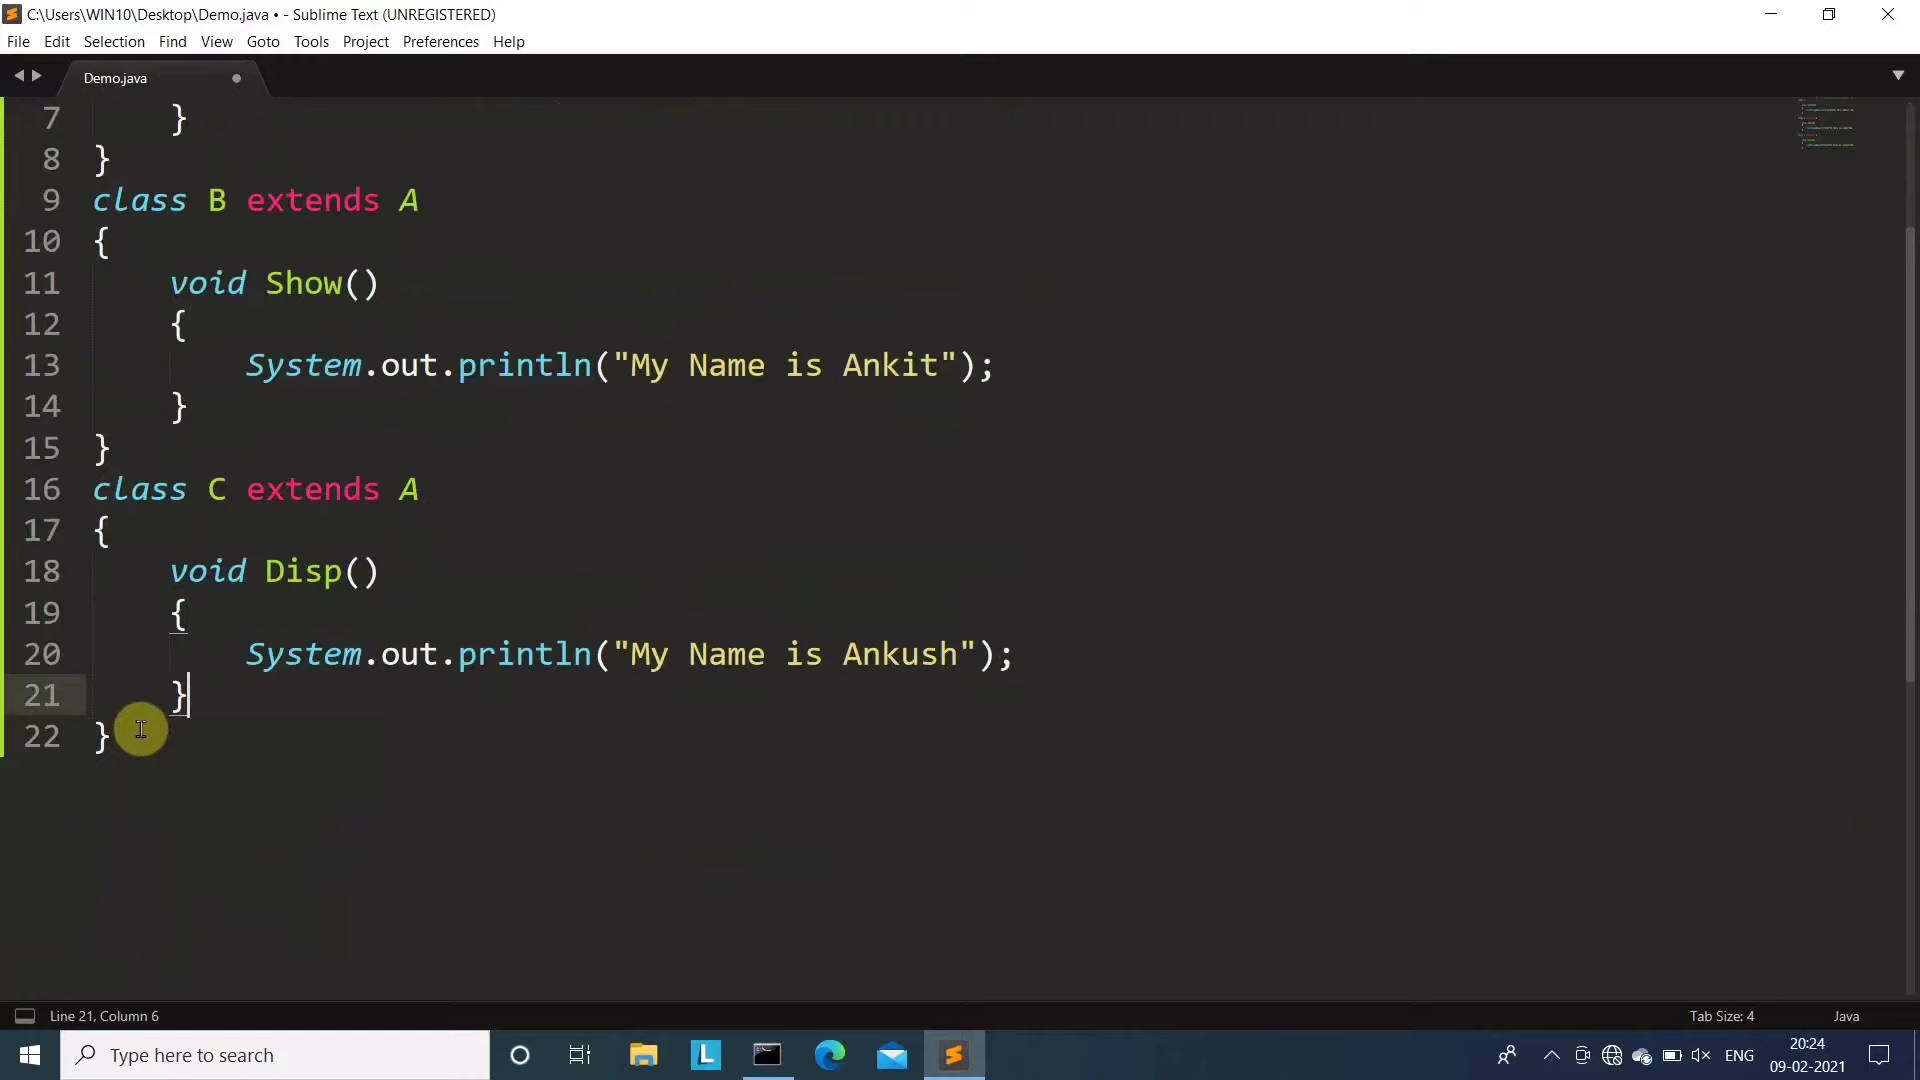 C:\Users\WIN10\Desktop\Demo.java • - Sublime Text (UNREGISTERED)
File Edit Selection Find View Goto Tools Project Preferences Help
Demo.java
7 }
8 }
9 class B extends A
10 {
11 void Show()
12 {
13 System.out.println("My Name is Ankit");
14 }
15 }
16 class C extends A
17 {
18 void Disp()
19 {
20 System.out.println("My Name is Ankush");
21 }
22 }
Line 21, Column 6 Tab Size: 4 Java
Type here to search L ENG 20:24
09-02-2021